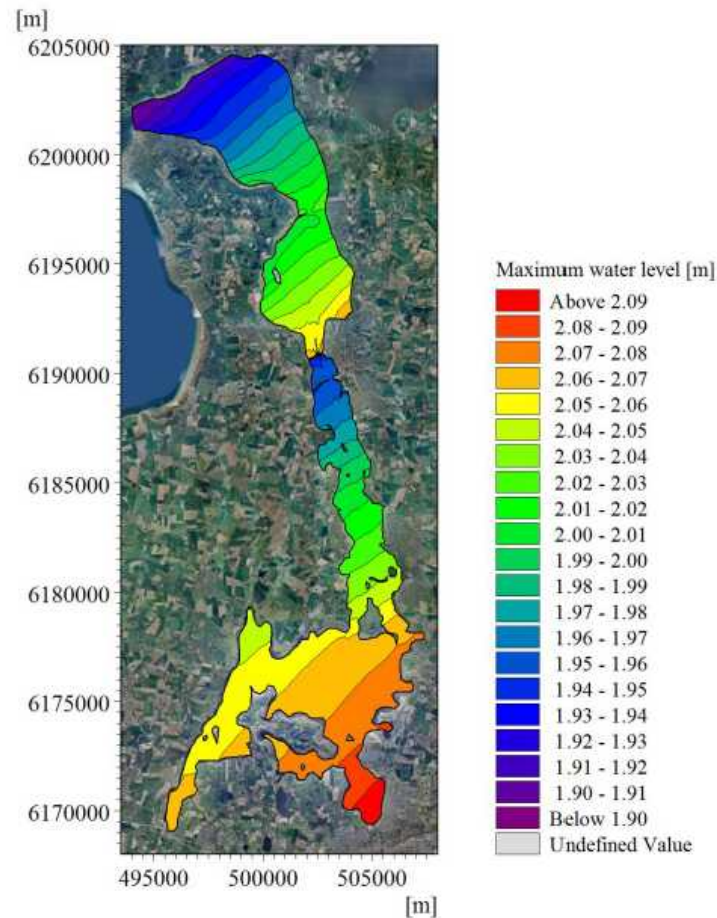 [m]
6205000
6200000
6195000
6190000
6185000
6180000
6175000
6170000
495000 500000 505000
[m]
Maximum water level [m]
Above 2.09
2.08 - 2.09
2.07 - 2.08
2.06 - 2.07
2.05 - 2.06
2.04 - 2.05
2.03 - 2.04
2.02 - 2.03
2.01 - 2.02
2.00 - 2.01
1.99 - 2.00
1.98 - 1.99
1.97 - 1.98
1.96 - 1.97
1.95 - 1.96
1.94 - 1.95
1.93 - 1.94
1.92 - 1.93
1.91 - 1.92
1.90 - 1.91
Below 1.90
Undefined Value